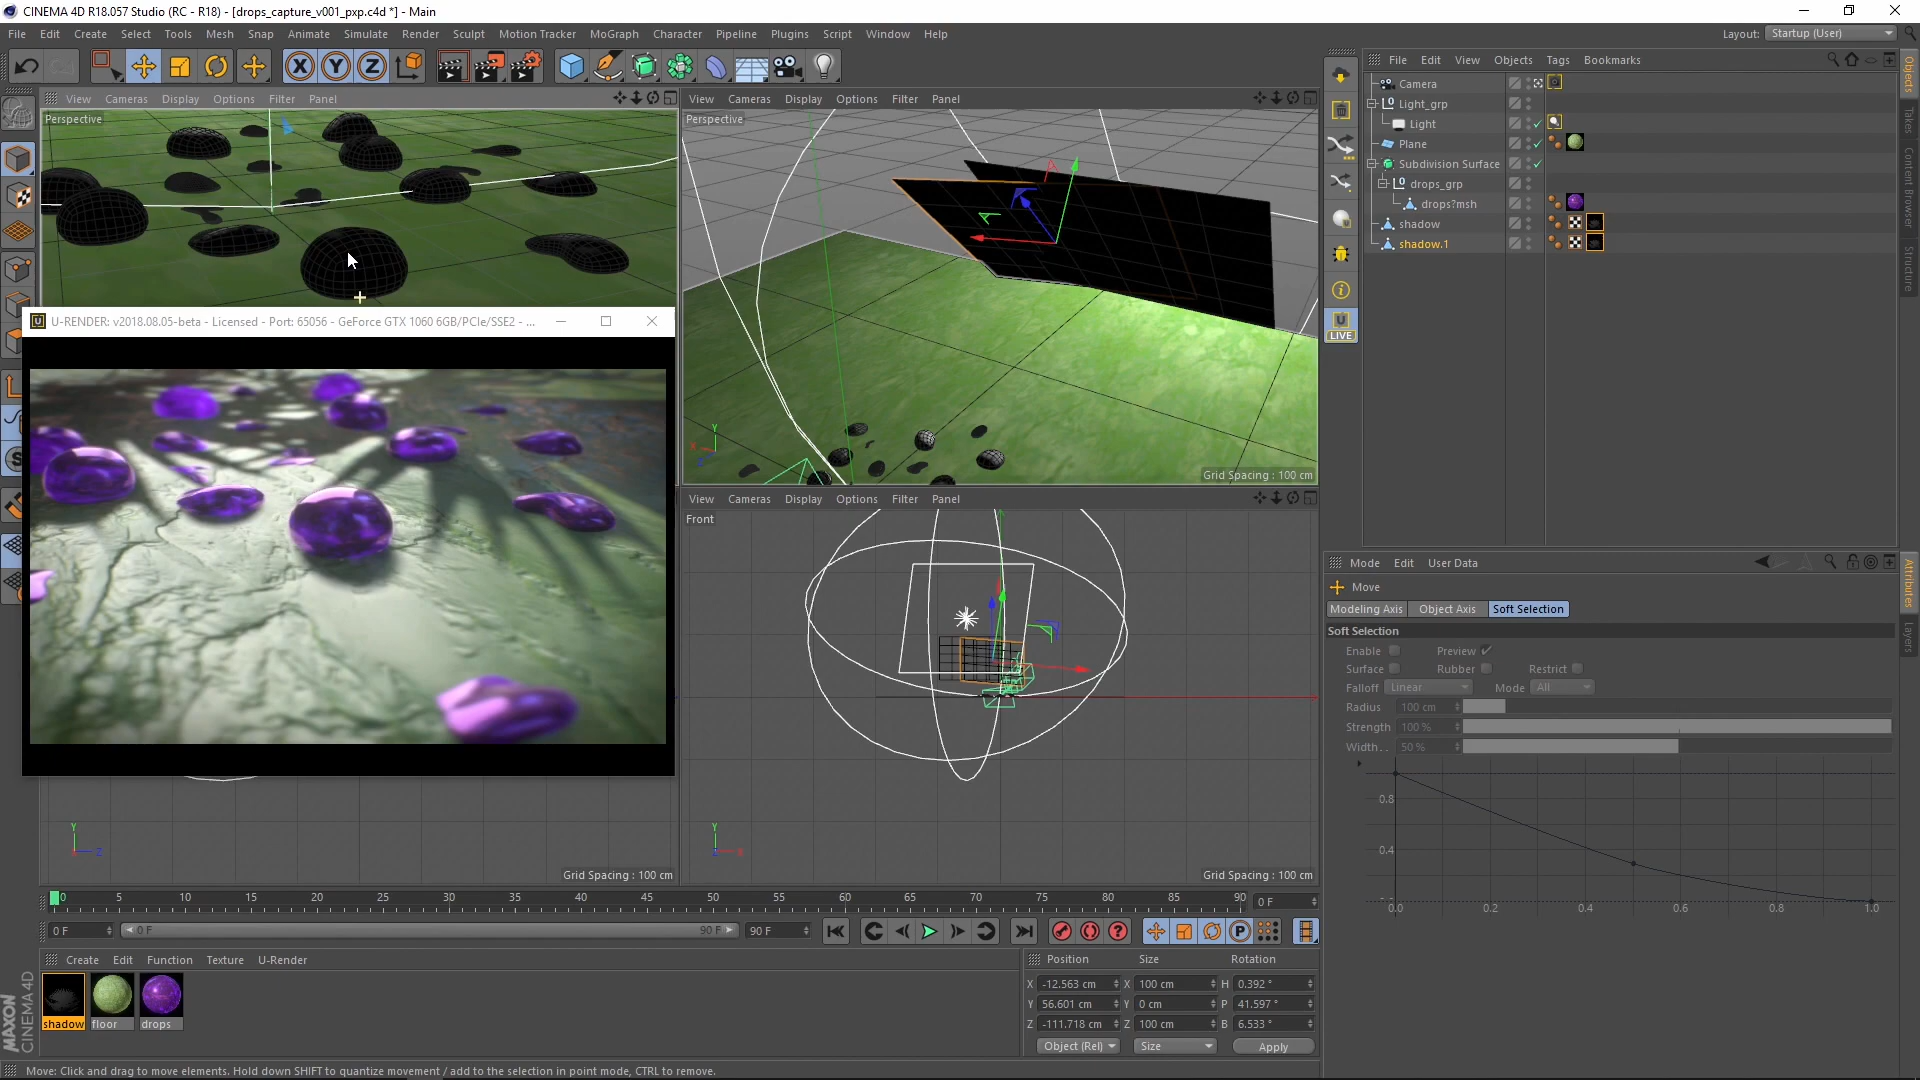 CINEMA 4D R18.057 Studio (RC - R18) - [drops_capture_v001_pxp.c4d *] - Main
File Edit Create Select Tools Mesh Snap Animate Simulate Render Sculpt Motion Tracker MoGraph Character Pipeline Plugins Script Window Help
Layout: Startup (User)
X Y Z
View Cameras Display Options Filter Panel
Perspective
View Cameras Display Options Filter Panel
Perspective
Grid Spacing : 100 cm
File Edit View Objects Tags Bookmarks
Camera
Light_grp
Light
Plane
Subdivision Surface
drops_grp
drops?msh
shadow
shadow.1
LIVE
Objects
Takes
Content Browser
Structure
U-RENDER: v2018.08.05-beta - Licensed - Port: 65056 - GeForce GTX 1060 6GB/PCIe/SSE2 - ...
View Cameras Display Options Filter Panel
Front
Grid Spacing : 100 cm
Grid Spacing : 100 cm
Y
Z
Y
X
Mode Edit User Data
Move
Modeling Axis Object Axis Soft Selection
Soft Selection
Enable Preview
Surface Rubber Restrict
Falloff Linear Mode All
Radius 100 cm
Strength 100 %
Width . . 50 %
0.8
0.4
0.0 0.2 0.4 0.6 0.8 1.0
Attributes
Layers
0 5 10 15 20 25 30 35 40 45 50 55 60 65 70 75 80 85 90 0 F
0 F 0 F 90 F 90 F
P
Create Edit Function Texture U-Render
shadow floor drops
MAXON
CINEMA 4D
Position Size Rotation
X -12.563 cm X 100 cm H 0.392 °
Y 56.601 cm Y 0 cm P 41.597 °
Z -111.718 cm Z 100 cm B 6.533 °
Object (Rel) Size Apply
Move: Click and drag to move elements. Hold down SHIFT to quantize movement / add to the selection in point mode, CTRL to remove.